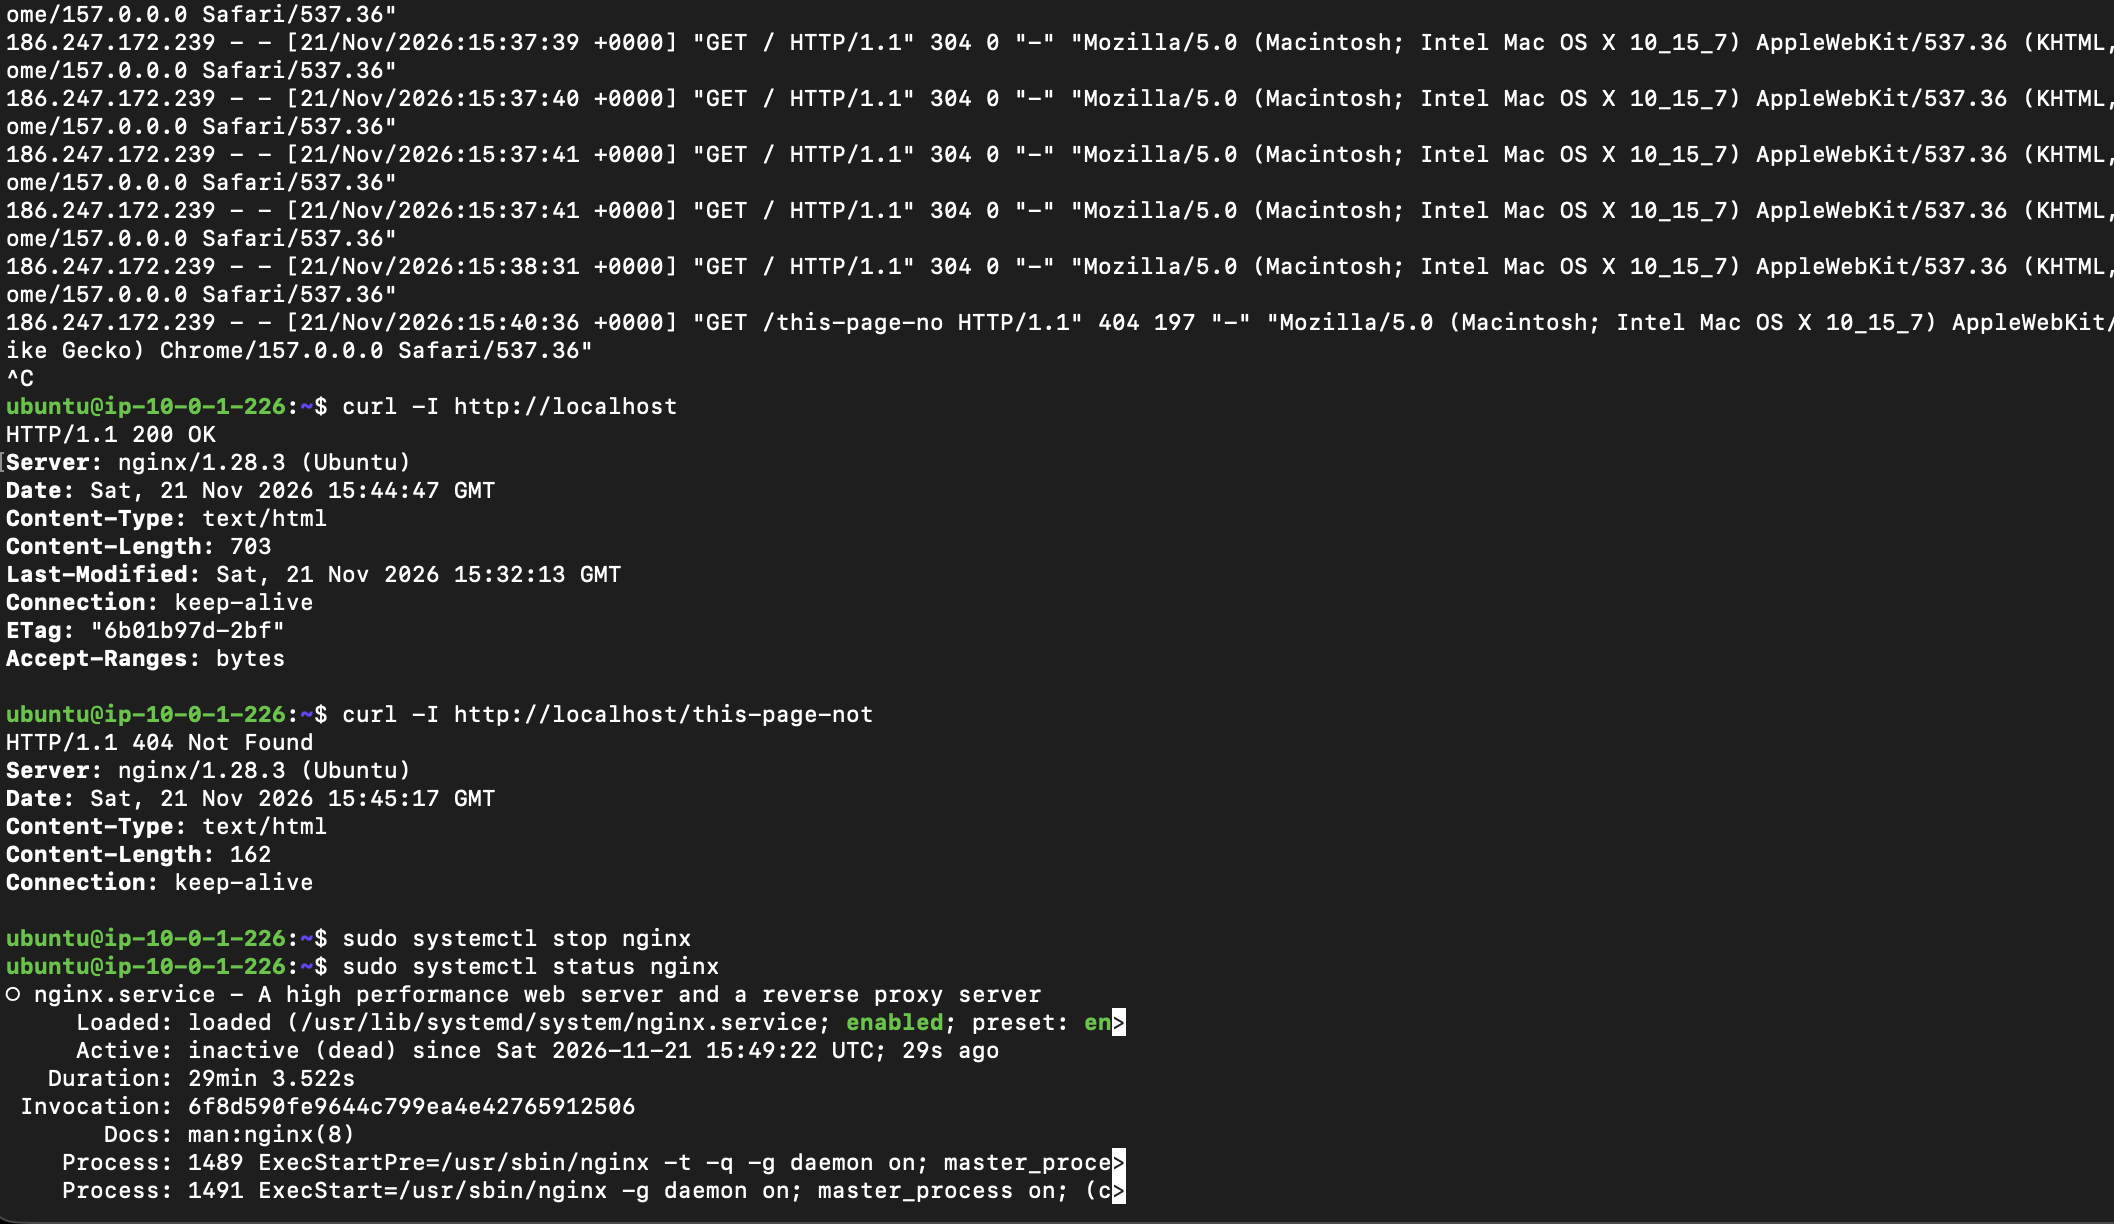 ome/157.0.0.0 Safari/537.36"
186.247.172.239 - - [21/Nov/2026:15:37:39 +0000] "GET / HTTP/1.1" 304 0 "-" "Mozilla/5.0 (Macintosh; Intel Mac OS X 10_15_7) AppleWebKit/537.36 (KHTML,
ome/157.0.0.0 Safari/537.36"
186.247.172.239 - - [21/Nov/2026:15:37:40 +0000] "GET / HTTP/1.1" 304 0 "-" "Mozilla/5.0 (Macintosh; Intel Mac OS X 10_15_7) AppleWebKit/537.36 (KHTML,
ome/157.0.0.0 Safari/537.36"
186.247.172.239 - - [21/Nov/2026:15:37:41 +0000] "GET / HTTP/1.1" 304 0 "-" "Mozilla/5.0 (Macintosh; Intel Mac OS X 10_15_7) AppleWebKit/537.36 (KHTML,
ome/157.0.0.0 Safari/537.36"
186.247.172.239 - - [21/Nov/2026:15:37:41 +0000] "GET / HTTP/1.1" 304 0 "-" "Mozilla/5.0 (Macintosh; Intel Mac OS X 10_15_7) AppleWebKit/537.36 (KHTML,
ome/157.0.0.0 Safari/537.36"
186.247.172.239 - - [21/Nov/2026:15:38:31 +0000] "GET / HTTP/1.1" 304 0 "-" "Mozilla/5.0 (Macintosh; Intel Mac OS X 10_15_7) AppleWebKit/537.36 (KHTML,
ome/157.0.0.0 Safari/537.36"
186.247.172.239 - - [21/Nov/2026:15:40:36 +0000] "GET /this-page-no HTTP/1.1" 404 197 "-" "Mozilla/5.0 (Macintosh; Intel Mac OS X 10_15_7) AppleWebKit/
ike Gecko) Chrome/157.0.0.0 Safari/537.36"
^C
ubuntu@ip-10-0-1-226:~$ curl -I http://localhost
HTTP/1.1 200 OK
Server: nginx/1.28.3 (Ubuntu)
Date: Sat, 21 Nov 2026 15:44:47 GMT
Content-Type: text/html
Content-Length: 703
Last-Modified: Sat, 21 Nov 2026 15:32:13 GMT
Connection: keep-alive
ETag: "6b01b97d-2bf"
Accept-Ranges: bytes

ubuntu@ip-10-0-1-226:~$ curl -I http://localhost/this-page-not
HTTP/1.1 404 Not Found
Server: nginx/1.28.3 (Ubuntu)
Date: Sat, 21 Nov 2026 15:45:17 GMT
Content-Type: text/html
Content-Length: 162
Connection: keep-alive

ubuntu@ip-10-0-1-226:~$ sudo systemctl stop nginx
ubuntu@ip-10-0-1-226:~$ sudo systemctl status nginx
○ nginx.service - A high performance web server and a reverse proxy server
     Loaded: loaded (/usr/lib/systemd/system/nginx.service; enabled; preset: en>
     Active: inactive (dead) since Sat 2026-11-21 15:49:22 UTC; 29s ago
   Duration: 29min 3.522s
 Invocation: 6f8d590fe9644c799ea4e42765912506
       Docs: man:nginx(8)
    Process: 1489 ExecStartPre=/usr/sbin/nginx -t -q -g daemon on; master_proce>
    Process: 1491 ExecStart=/usr/sbin/nginx -g daemon on; master_process on; (c>